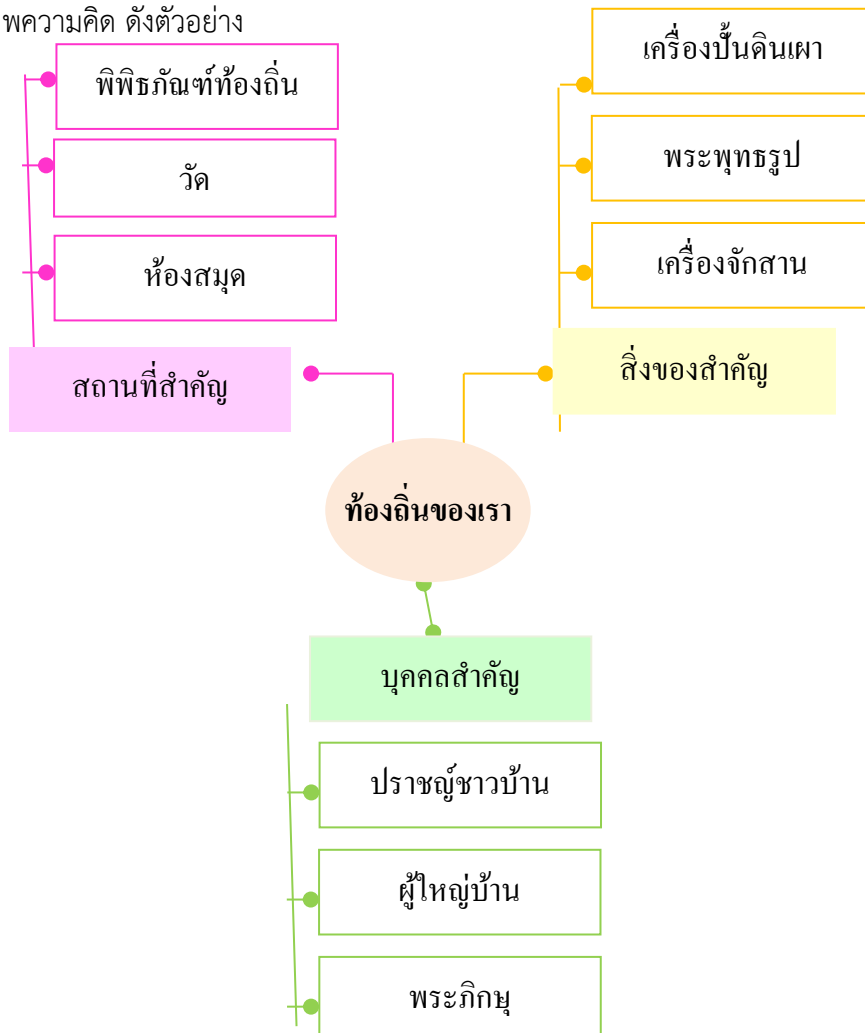 พความคิด ดังตัวอย่าง
พิพิธภัณฑ์ท้องถิ่น
วัด
ห้องสมุด
สถานที่สำคัญ
เครื่องปั้นดินเผา
พระพุทธรูป
เครื่องจักสาน
สิ่งของสำคัญ
ท้องถิ่นของเรา
บุคคลสำคัญ
ปราชญ์ชาวบ้าน
ผู้ใหญ่บ้าน
พระภิกษุ